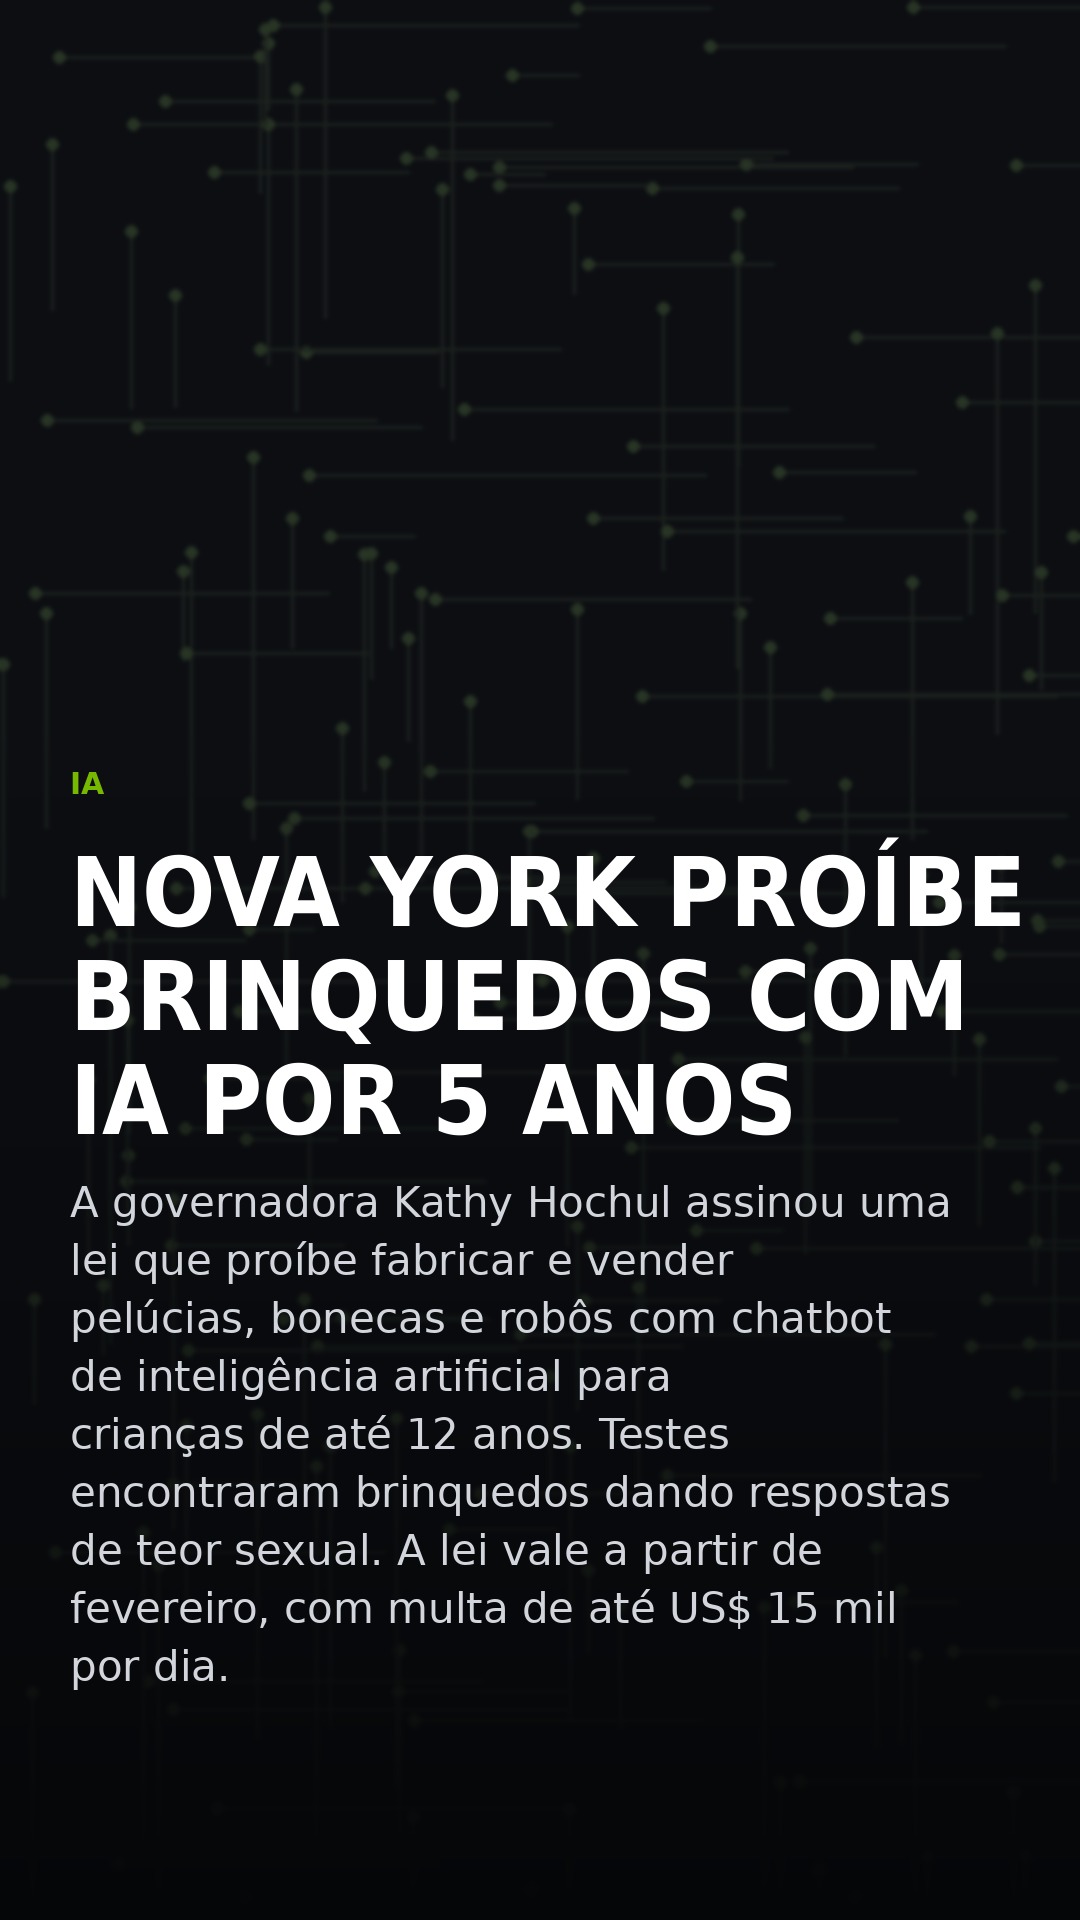 IA
NOVA YORK PROÍBE
BRINQUEDOS COM
IA POR 5 ANOS
A governadora Kathy Hochul assinou uma
lei que proíbe fabricar e vender
pelúcias, bonecas e robôs com chatbot
de inteligência artificial para
crianças de até 12 anos. Testes
encontraram brinquedos dando respostas
de teor sexual. A lei vale a partir de
fevereiro, com multa de até US$ 15 mil
por dia.